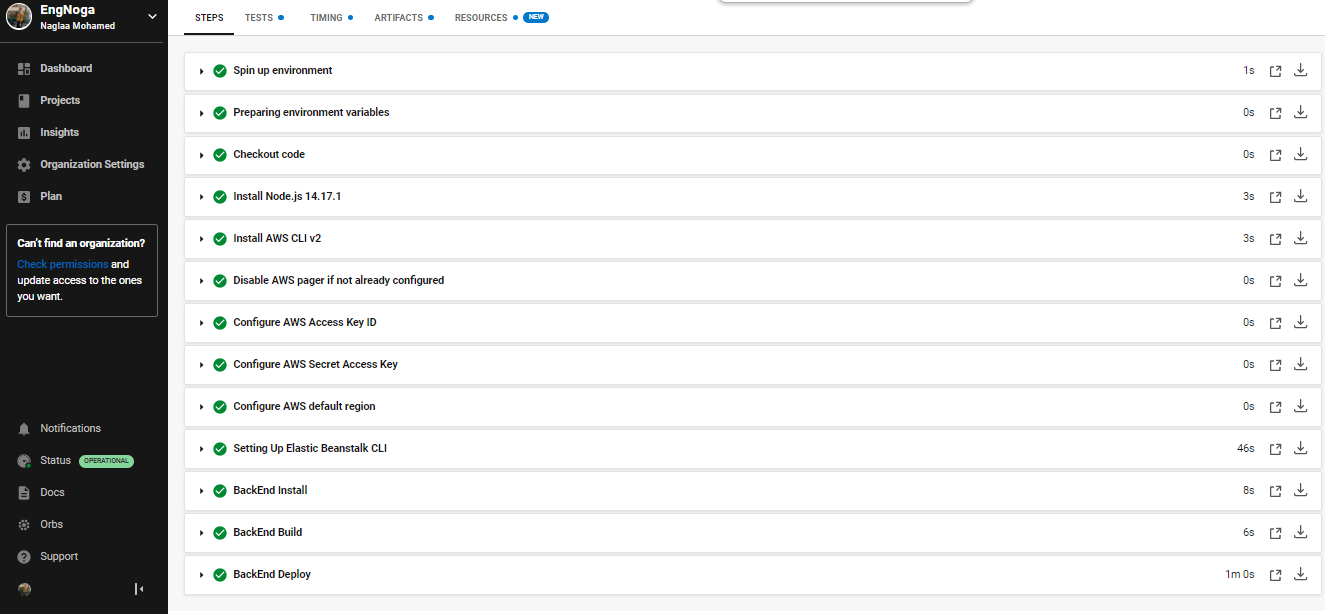 EngNoga
Naglaa Mohamed
Dashboard
Projects
Insights
Organization Settings
Plan
Can't find an organization?
Check permissions and
update access to the ones
you want.
Notifications
Status OPERATIONAL
Docs
Orbs
Support
STEPS TESTS TIMING ARTIFACTS RESOURCES NEW
Spin up environment 1s
Preparing environment variables 0s
Checkout code 0s
Install Node.js 14.17.1 3s
Install AWS CLI v2 3s
Disable AWS pager if not already configured 0s
Configure AWS Access Key ID 0s
Configure AWS Secret Access Key 0s
Configure AWS default region 0s
Setting Up Elastic Beanstalk CLI 46s
BackEnd Install 8s
BackEnd Build 6s
BackEnd Deploy 1m 0s